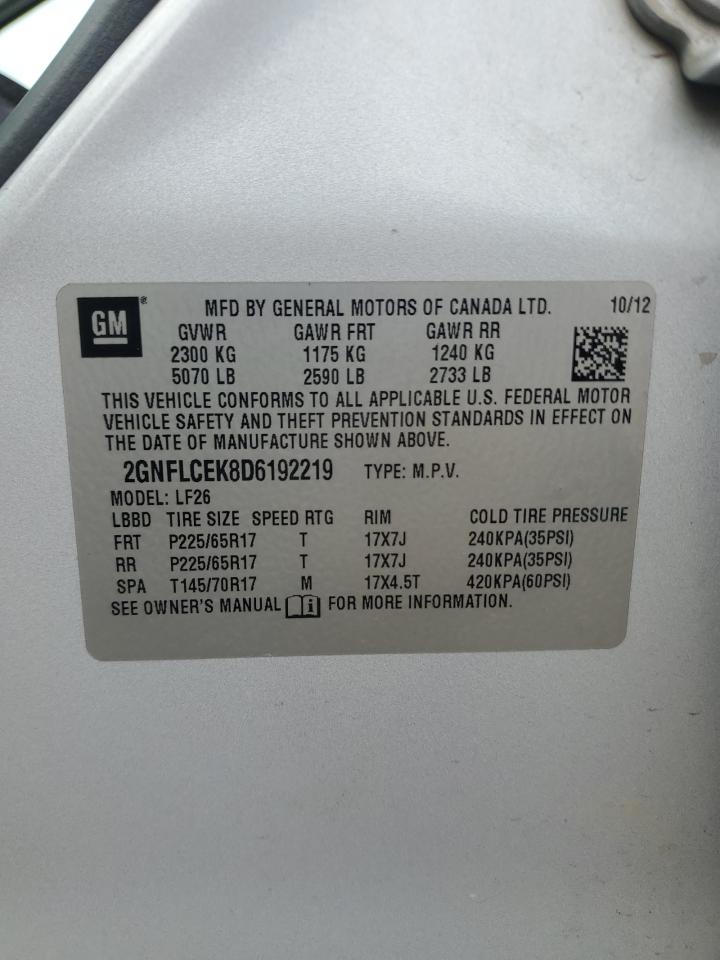 GM ® MFD BY GENERAL MOTORS OF CANADA LTD. 10/12
GVWR GAWR FRT GAWR RR
2300 KG 1175 KG 1240 KG
5070 LB 2590 LB 2733 LB
THIS VEHICLE CONFORMS TO ALL APPLICABLE U.S. FEDERAL MOTOR
VEHICLE SAFETY AND THEFT PREVENTION STANDARDS IN EFFECT ON
THE DATE OF MANUFACTURE SHOWN ABOVE.
2GNFLCEK8D6192219 TYPE: M.P.V.
MODEL: LF26
LBBD TIRE SIZE SPEED RTG RIM COLD TIRE PRESSURE
FRT P225/65R17 T 17X7J 240KPA(35PSI)
RR P225/65R17 T 17X7J 240KPA(35PSI)
SPA T145/70R17 M 17X4.5T 420KPA(60PSI)
SEE OWNER'S MANUAL i FOR MORE INFORMATION.